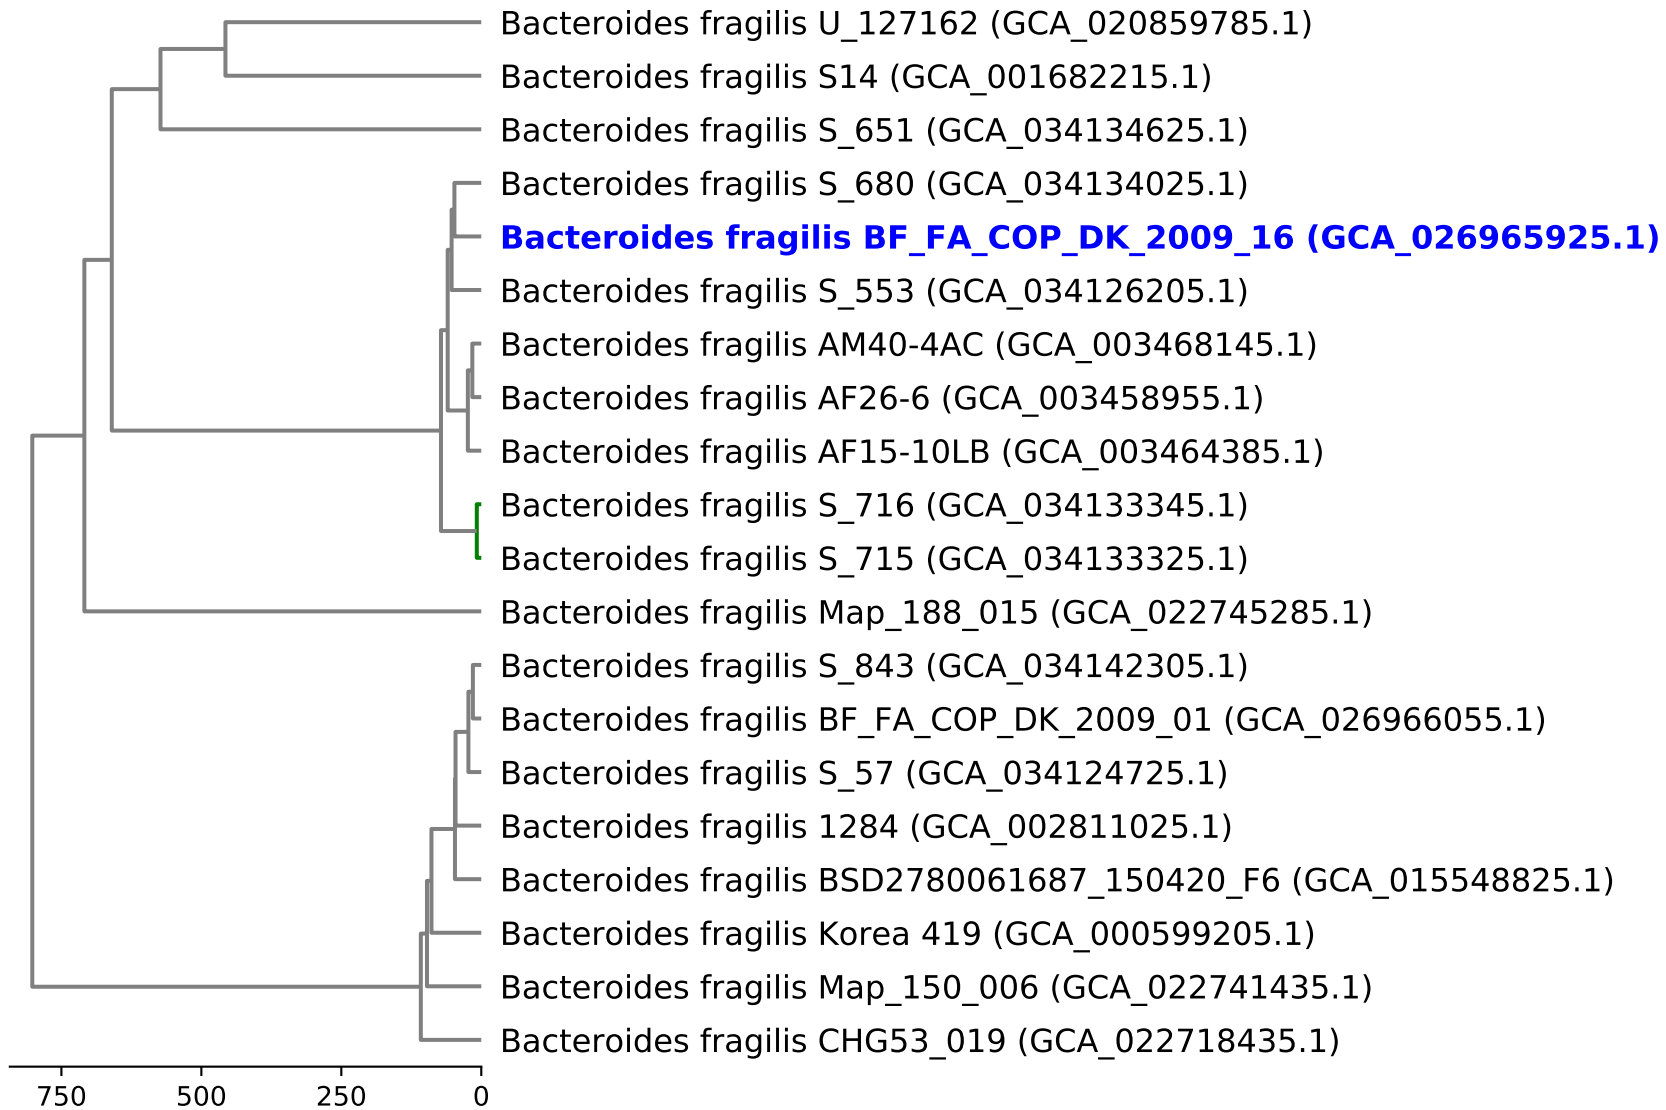 Bacteroides fragilis U_127162 (GCA_020859785.1)
Bacteroides fragilis S14 (GCA_001682215.1)
Bacteroides fragilis S_651 (GCA_034134625.1)
Bacteroides fragilis S_680 (GCA_034134025.1)
Bacteroides fragilis BF_FA_COP_DK_2009_16 (GCA_026965925.1)
Bacteroides fragilis S_553 (GCA_034126205.1)
Bacteroides fragilis AM40-4AC (GCA_003468145.1)
Bacteroides fragilis AF26-6 (GCA_003458955.1)
Bacteroides fragilis AF15-10LB (GCA_003464385.1)
Bacteroides fragilis S_716 (GCA_034133345.1)
Bacteroides fragilis S_715 (GCA_034133325.1)
Bacteroides fragilis Map_188_015 (GCA_022745285.1)
Bacteroides fragilis S_843 (GCA_034142305.1)
Bacteroides fragilis BF_FA_COP_DK_2009_01 (GCA_026966055.1)
Bacteroides fragilis S_57 (GCA_034124725.1)
Bacteroides fragilis 1284 (GCA_002811025.1)
Bacteroides fragilis BSD2780061687_150420_F6 (GCA_015548825.1)
Bacteroides fragilis Korea 419 (GCA_000599205.1)
Bacteroides fragilis Map_150_006 (GCA_022741435.1)
Bacteroides fragilis CHG53_019 (GCA_022718435.1)
750 500 250 0